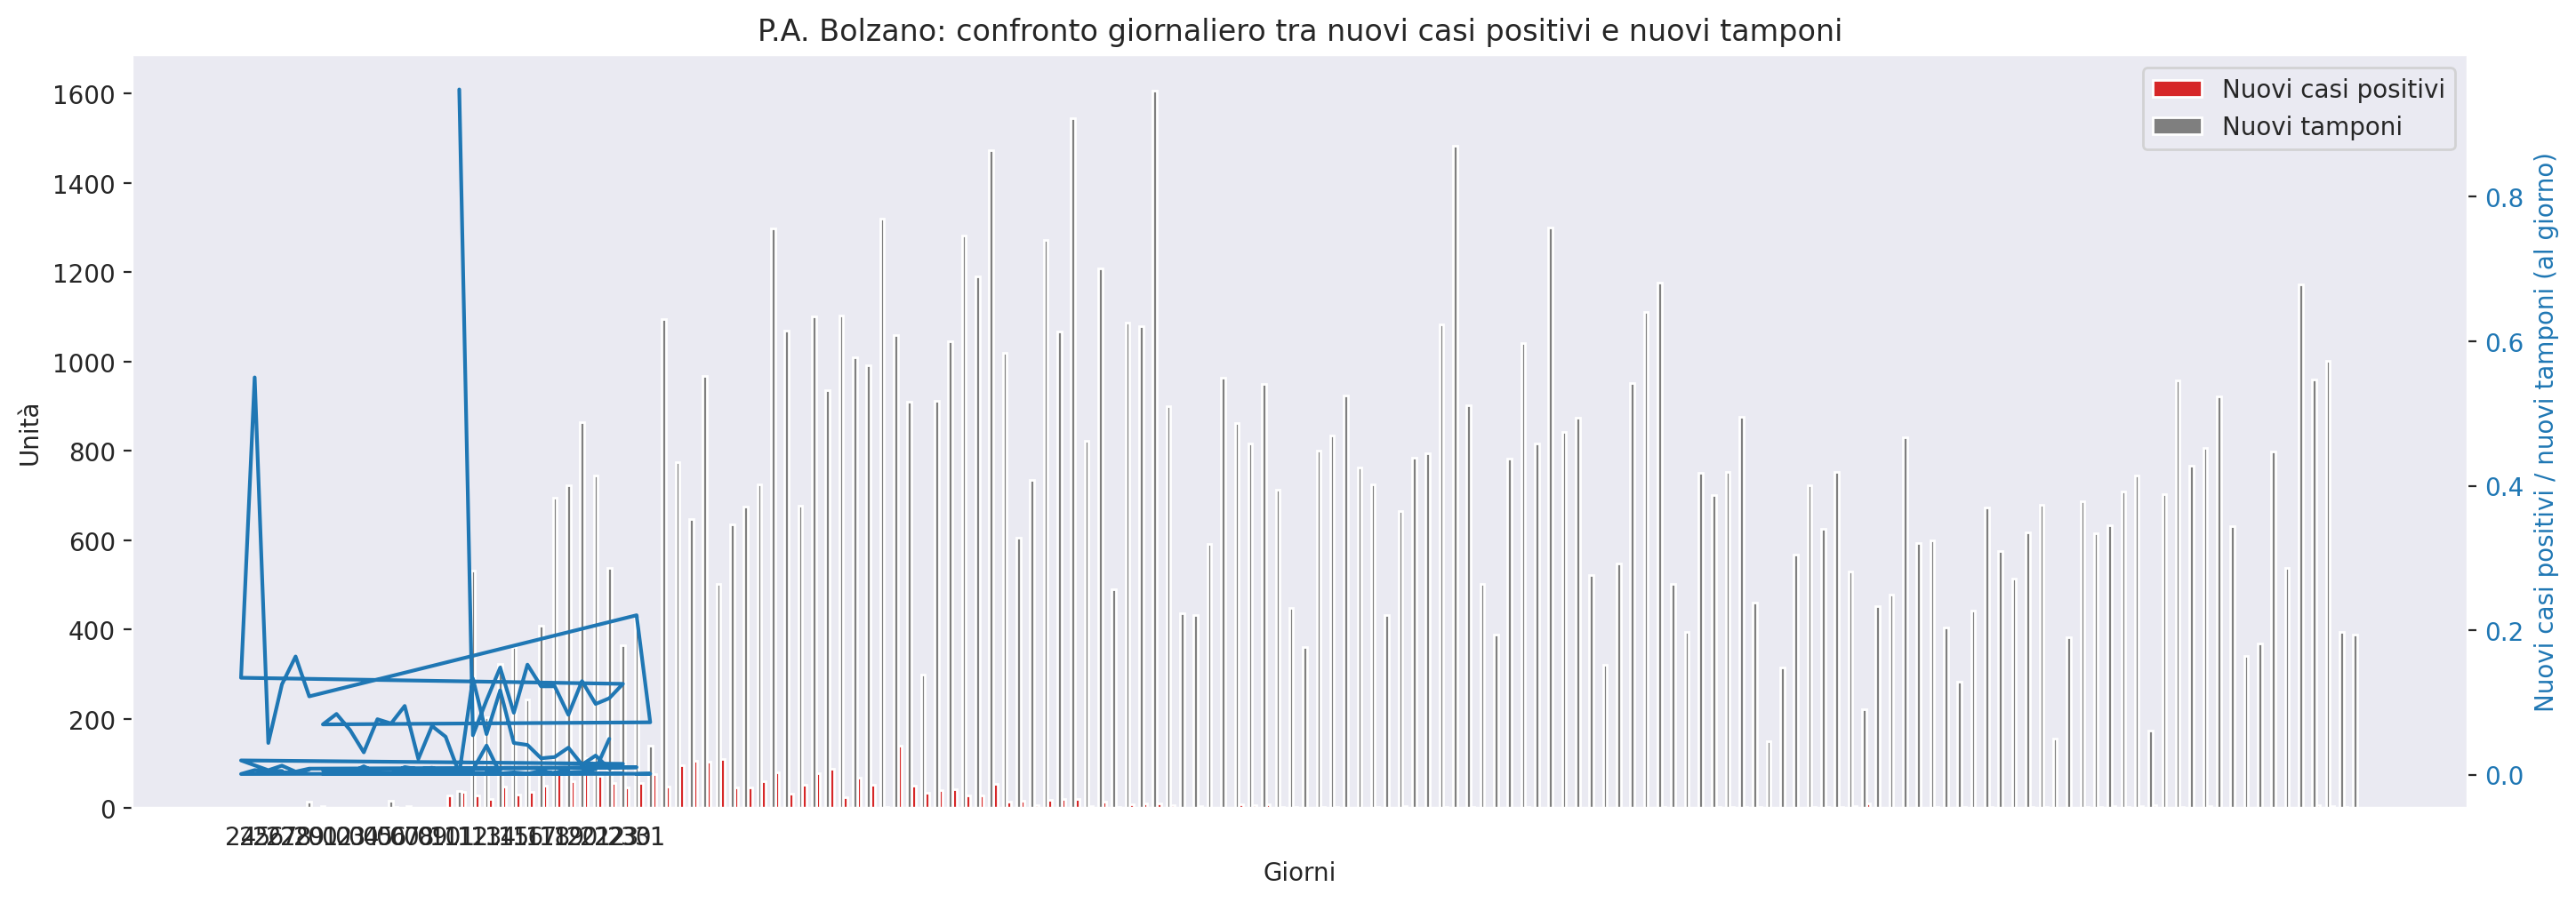 P.A. Bolzano: confronto giornaliero tra nuovi casi positivi e nuovi tamponi
Nuovi casi positivi
Nuovi tamponi
1600
1400
1200
1000
800
600
400
200
0
Unità
0.8
0.6
0.4
0.2
0.0
Nuovi casi positivi / nuovi tamponi (al giorno)
Giorni